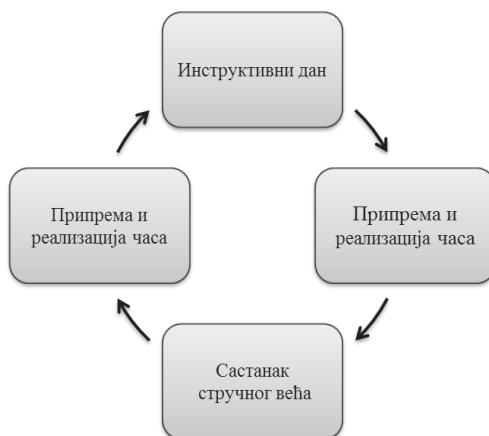 Инструктивни дан
Припрема и
реализација часа
Припрема и
реализација часа
Састанак
стручног већа